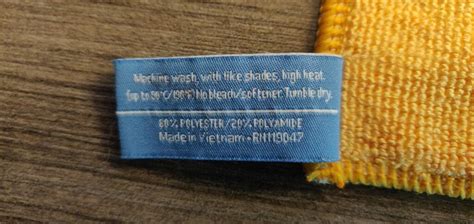 Machine wash, with like shades, high heat.
(up to 90°C/190°F) No bleach/softener. Tumble dry.
80% POLYESTER/20% POLYAMIDE
Made in Vietnam • RN119047